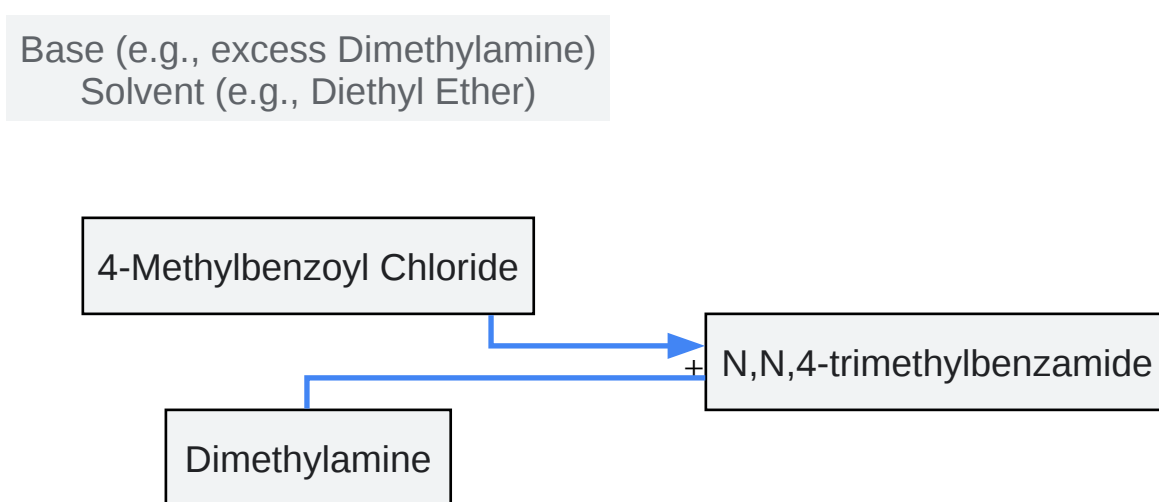 Base (e.g., excess Dimethylamine)
Solvent (e.g., Diethyl Ether)
4-Methylbenzoyl Chloride
+
N,N,4-trimethylbenzamide
Dimethylamine